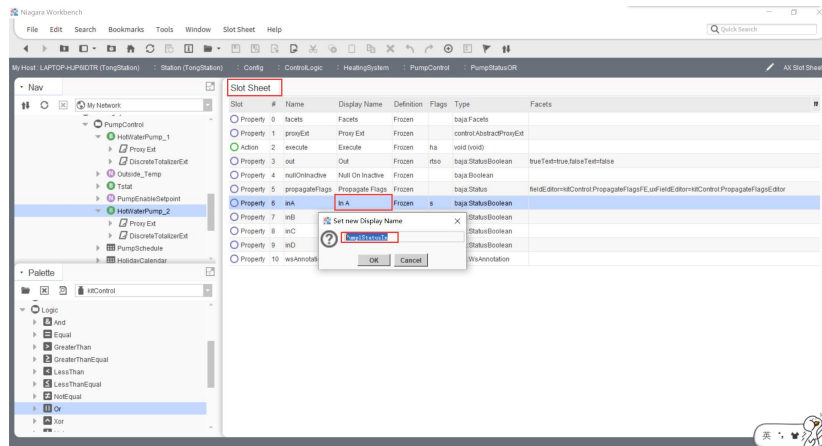 Niagara Workbench
File Edit Search Bookmarks Tools Window Slot Sheet Help
Quick Search
My Host : LAPTOP-HJP8IDTR (TongStation) : Station (TongStation) : Config : ControlLogic : HeatingSystem : PumpControl : PumpStatusOR
AX Slot Sheet
Nav
My Network
PumpControl
HotWaterPump_1
Proxy Ext
DiscreteTotalizerExt
Outside_Temp
Tstat
PumpEnableSetpoint
HotWaterPump_2
Proxy Ext
DiscreteTotalizerExt
PumpSchedule
HolidayCalendar
Palette
kitControl
Logic
And
Equal
GreaterThan
GreaterThanEqual
LessThan
LessThanEqual
NotEqual
Or
Xor
Slot Sheet
Slot # Name Display Name Definition Flags Type Facets
Property 0 facets Facets Frozen baja:Facets
Property 1 proxyExt Proxy Ext Frozen control:AbstractProxyExt
Action 2 execute Execute Frozen ha void (void)
Property 3 out Out Frozen rtso baja:StatusBoolean trueText=true,falseText=false
Property 4 nullOnInactive Null On Inactive Frozen baja:Boolean
Property 5 propagateFlags Propagate Flags Frozen baja:Status fieldEditor=kitControl:PropagateFlagsFE,uxFieldEditor=kitControl:PropagateFlagsEditor
Property 6 inA In A Frozen s baja:StatusBoolean
Property 7 inB :StatusBoolean
Property 8 inC :StatusBoolean
Property 9 inD :StatusBoolean
Property 10 wsAnnotati :WsAnnotation
Set new Display Name
OK Cancel
英